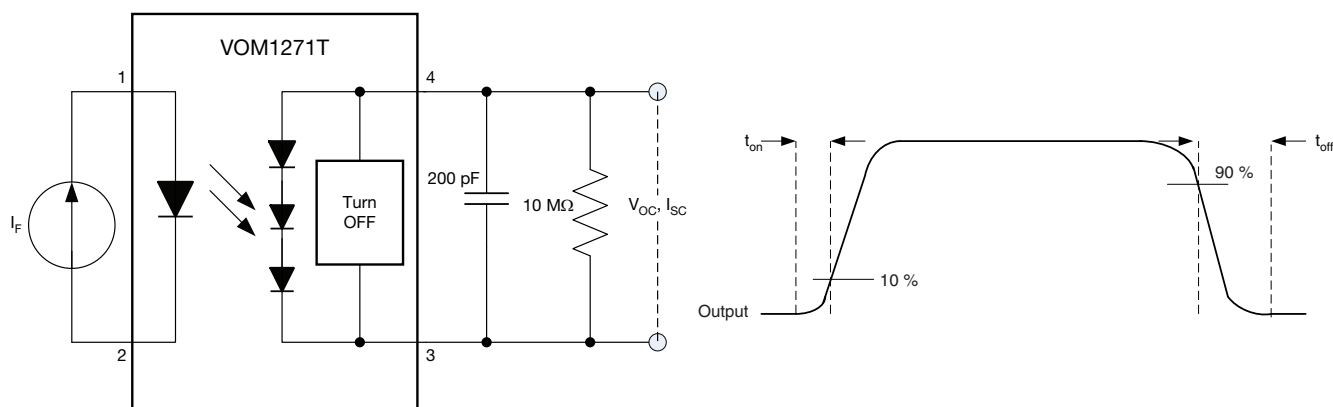 VOM1271T
1
4
I_F
Turn
OFF
200 pF
10 MΩ
V_OC, I_SC
2
3
t_on
t_off
90 %
10 %
Output